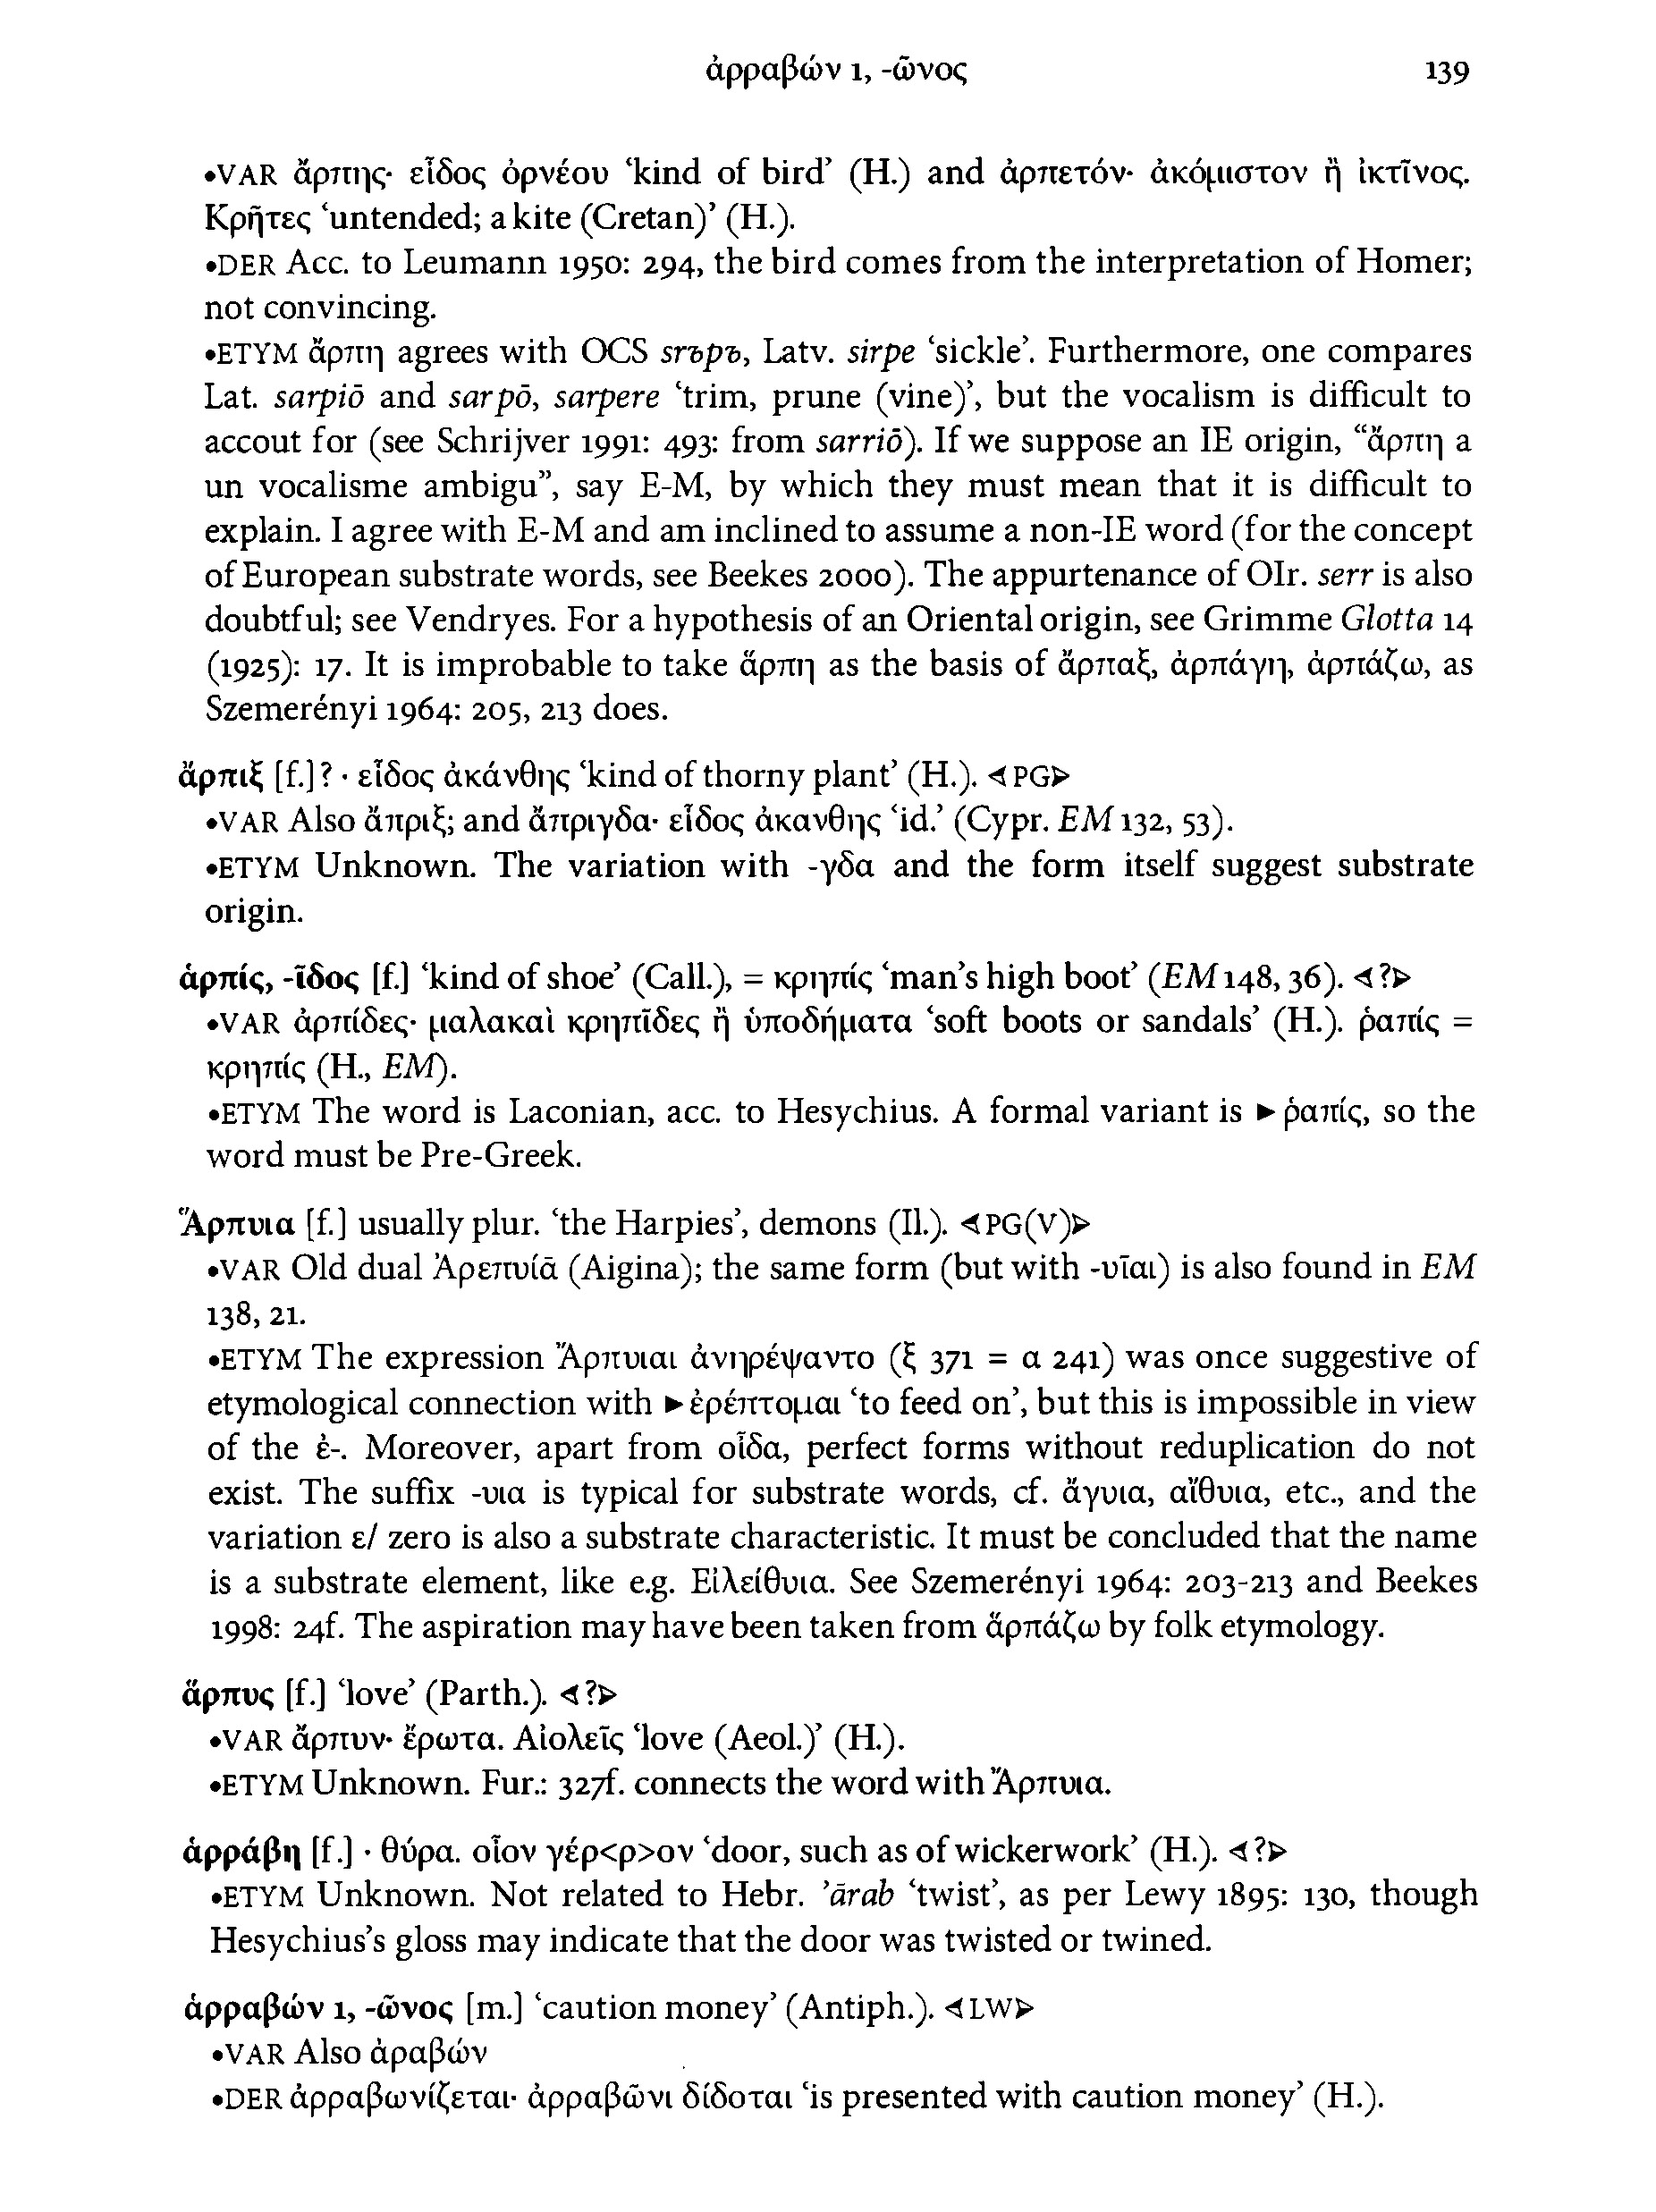 ἀρραβών 1, -ῶνος 139
•VAR ἄρπης· εἶδος ὀρνέου ‘kind of bird’ (H.) and ἀρπετόν· ἀκόμιστον ἢ ἰκτῖνος.
Κρῆτες ‘untended; a kite (Cretan)’ (H.).
•DER Acc. to Leumann 1950: 294, the bird comes from the interpretation of Homer;
not convincing.
•ETYM ἅρπη agrees with OCS srъpъ, Latv. sirpe ‘sickle’. Furthermore, one compares
Lat. sarpiō and sarpō, sarpere ‘trim, prune (vine)’, but the vocalism is difficult to
accout for (see Schrijver 1991: 493: from sarriō). If we suppose an IE origin, “ἅρπη a
un vocalisme ambigu”, say E-M, by which they must mean that it is difficult to
explain. I agree with E-M and am inclined to assume a non-IE word (for the concept
of European substrate words, see Beekes 2000). The appurtenance of OIr. serr is also
doubtful; see Vendryes. For a hypothesis of an Oriental origin, see Grimme Glotta 14
(1925): 17. It is improbable to take ἅρπη as the basis of ἅρπαξ, ἁρπάγη, ἁρπάζω, as
Szemerényi 1964: 205, 213 does.
ἄρπιξ [f.]? · εἶδος ἀκάνθης ‘kind of thorny plant’ (H.). ⊲PG⊳
•VAR Also ἄπριξ; and ἄπριγδα· εἶδος ἀκανθης ‘id.’ (Cypr. EM 132, 53).
•ETYM Unknown. The variation with -γδα and the form itself suggest substrate
origin.
ἀρπίς, -ῖδος [f.] ‘kind of shoe’ (Call.), = κρηπίς ‘man’s high boot’ (EM 148, 36). ⊲?⊳
•VAR ἀρπίδες· μαλακαὶ κρηπῖδες ἢ ὑποδήματα ‘soft boots or sandals’ (H.). ῥαπίς =
κρηπίς (H., EM).
•ETYM The word is Laconian, acc. to Hesychius. A formal variant is ►ῥαπίς, so the
word must be Pre-Greek.
Ἅρπυια [f.] usually plur. ‘the Harpies’, demons (Il.). ⊲PG(V)⊳
•VAR Old dual Ἀρεπυίᾱ (Aigina); the same form (but with -υῖαι) is also found in EM
138, 21.
•ETYM The expression Ἅρπυιαι ἀνηρέψαντο (ξ 371 = α 241) was once suggestive of
etymological connection with ►ἐρέπτομαι ‘to feed on’, but this is impossible in view
of the ἐ-. Moreover, apart from οἶδα, perfect forms without reduplication do not
exist. The suffix -υια is typical for substrate words, cf. ἄγυια, αἴθυια, etc., and the
variation ε/ zero is also a substrate characteristic. It must be concluded that the name
is a substrate element, like e.g. Εἰλείθυια. See Szemerényi 1964: 203-213 and Beekes
1998: 24f. The aspiration may have been taken from ἅρπάζω by folk etymology.
ἄρπυς [f.] ‘love’ (Parth.). ⊲?⊳
•VAR ἄρπυν· ἔρωτα. Αἰολεῖς ‘love (Aeol.)’ (H.).
•ETYM Unknown. Fur.: 327f. connects the word with Ἅρπυια.
ἀρράβη [f.] · θύρα. οἷον γέρ<ρ>ον ‘door, such as of wickerwork’ (H.). ⊲?⊳
•ETYM Unknown. Not related to Hebr. ’ārab ‘twist’, as per Lewy 1895: 130, though
Hesychius’s gloss may indicate that the door was twisted or twined.
ἀρραβών 1, -ῶνος [m.] ‘caution money’ (Antiph.). ⊲LW⊳
•VAR Also ἀραβών
•DER ἀρραβωνίζεται· ἀρραβῶνι δίδοται ‘is presented with caution money’ (H.).